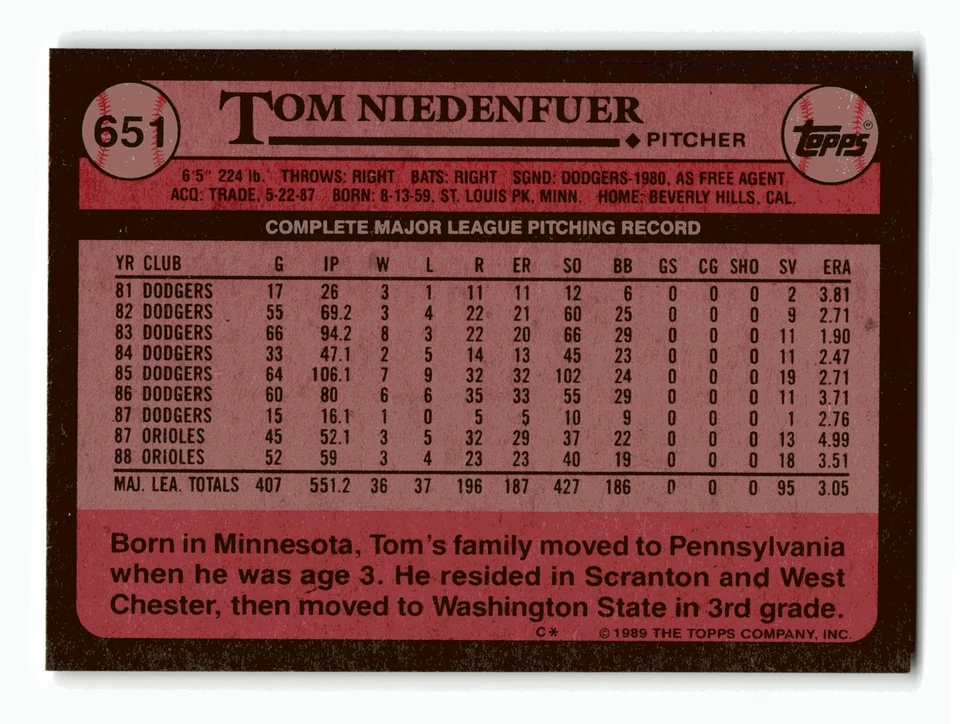 651
TOM NIEDENFUER
PITCHER
topps®
6'5" 224 lb. THROWS: RIGHT BATS: RIGHT SGND: DODGERS-1980, AS FREE AGENT
ACQ: TRADE, 5-22-87 BORN: 8-13-59, ST. LOUIS PK, MINN. HOME: BEVERLY HILLS, CAL.
COMPLETE MAJOR LEAGUE PITCHING RECORD
YR CLUB G IP W L R ER SO BB GS CG SHO SV ERA
81 DODGERS 17 26 3 1 11 11 12 6 0 0 0 2 3.81
82 DODGERS 55 69.2 3 4 22 21 60 25 0 0 0 9 2.71
83 DODGERS 66 94.2 8 3 22 20 66 29 0 0 0 11 1.90
84 DODGERS 33 47.1 2 5 14 13 45 23 0 0 0 11 2.47
85 DODGERS 64 106.1 7 9 32 32 102 24 0 0 0 19 2.71
86 DODGERS 60 80 6 6 35 33 55 29 0 0 0 11 3.71
87 DODGERS 15 16.1 1 0 5 5 10 9 0 0 0 1 2.76
87 ORIOLES 45 52.1 3 5 32 29 37 22 0 0 0 13 4.99
88 ORIOLES 52 59 3 4 23 23 40 19 0 0 0 18 3.51
MAJ. LEA. TOTALS 407 551.2 36 37 196 187 427 186 0 0 0 95 3.05
Born in Minnesota, Tom's family moved to Pennsylvania
when he was age 3. He resided in Scranton and West
Chester, then moved to Washington State in 3rd grade.
C* © 1989 THE TOPPS COMPANY, INC.